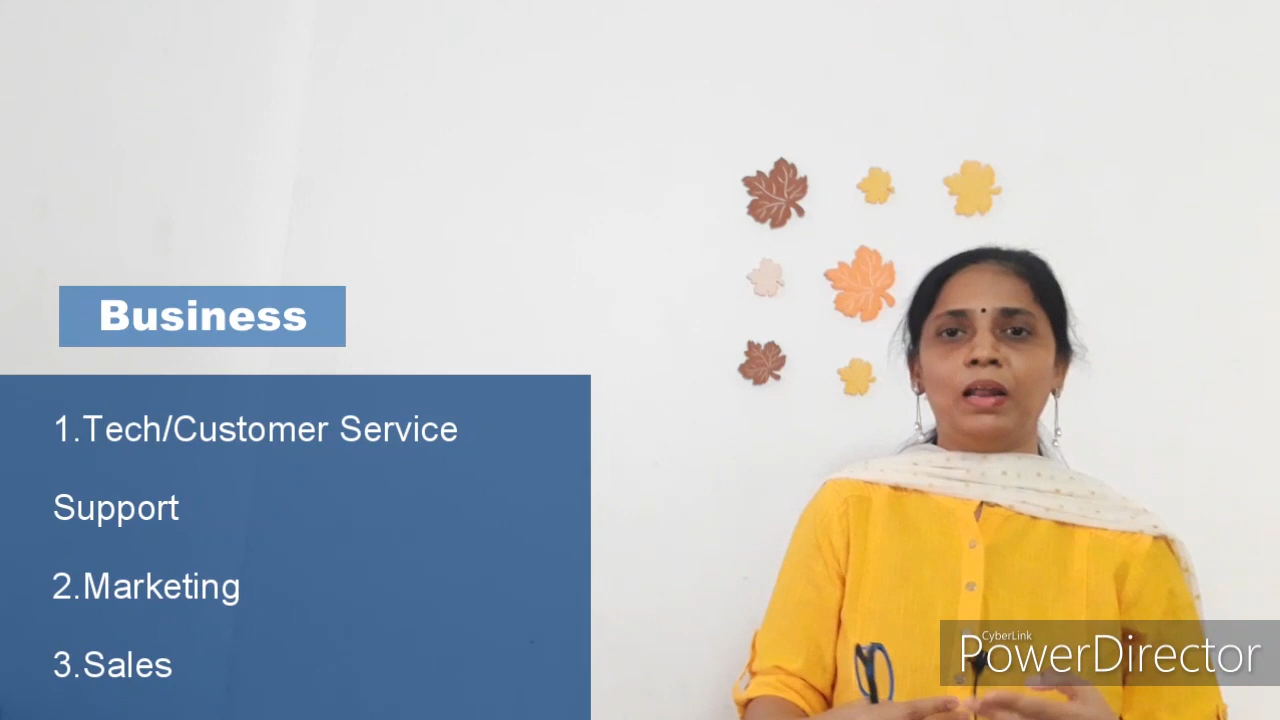 Business
1.Tech/Customer Service
Support
2.Marketing
3.Sales
CyberLink
PowerDirector